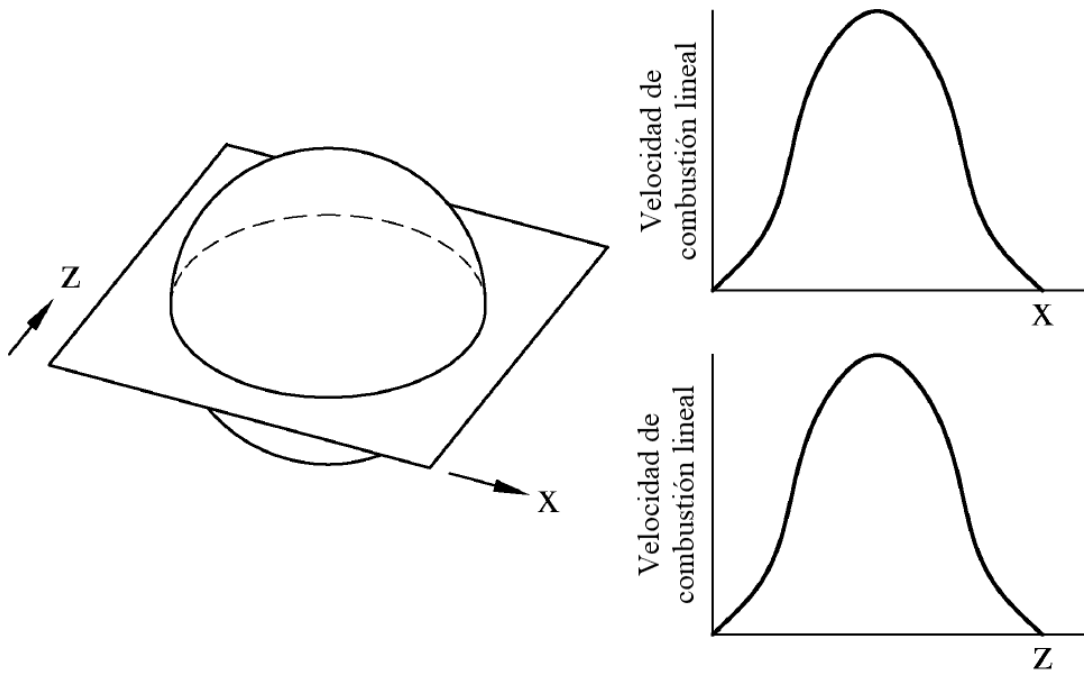 Z
X
Velocidad de
combustión lineal
X
Velocidad de
combustión lineal
Z